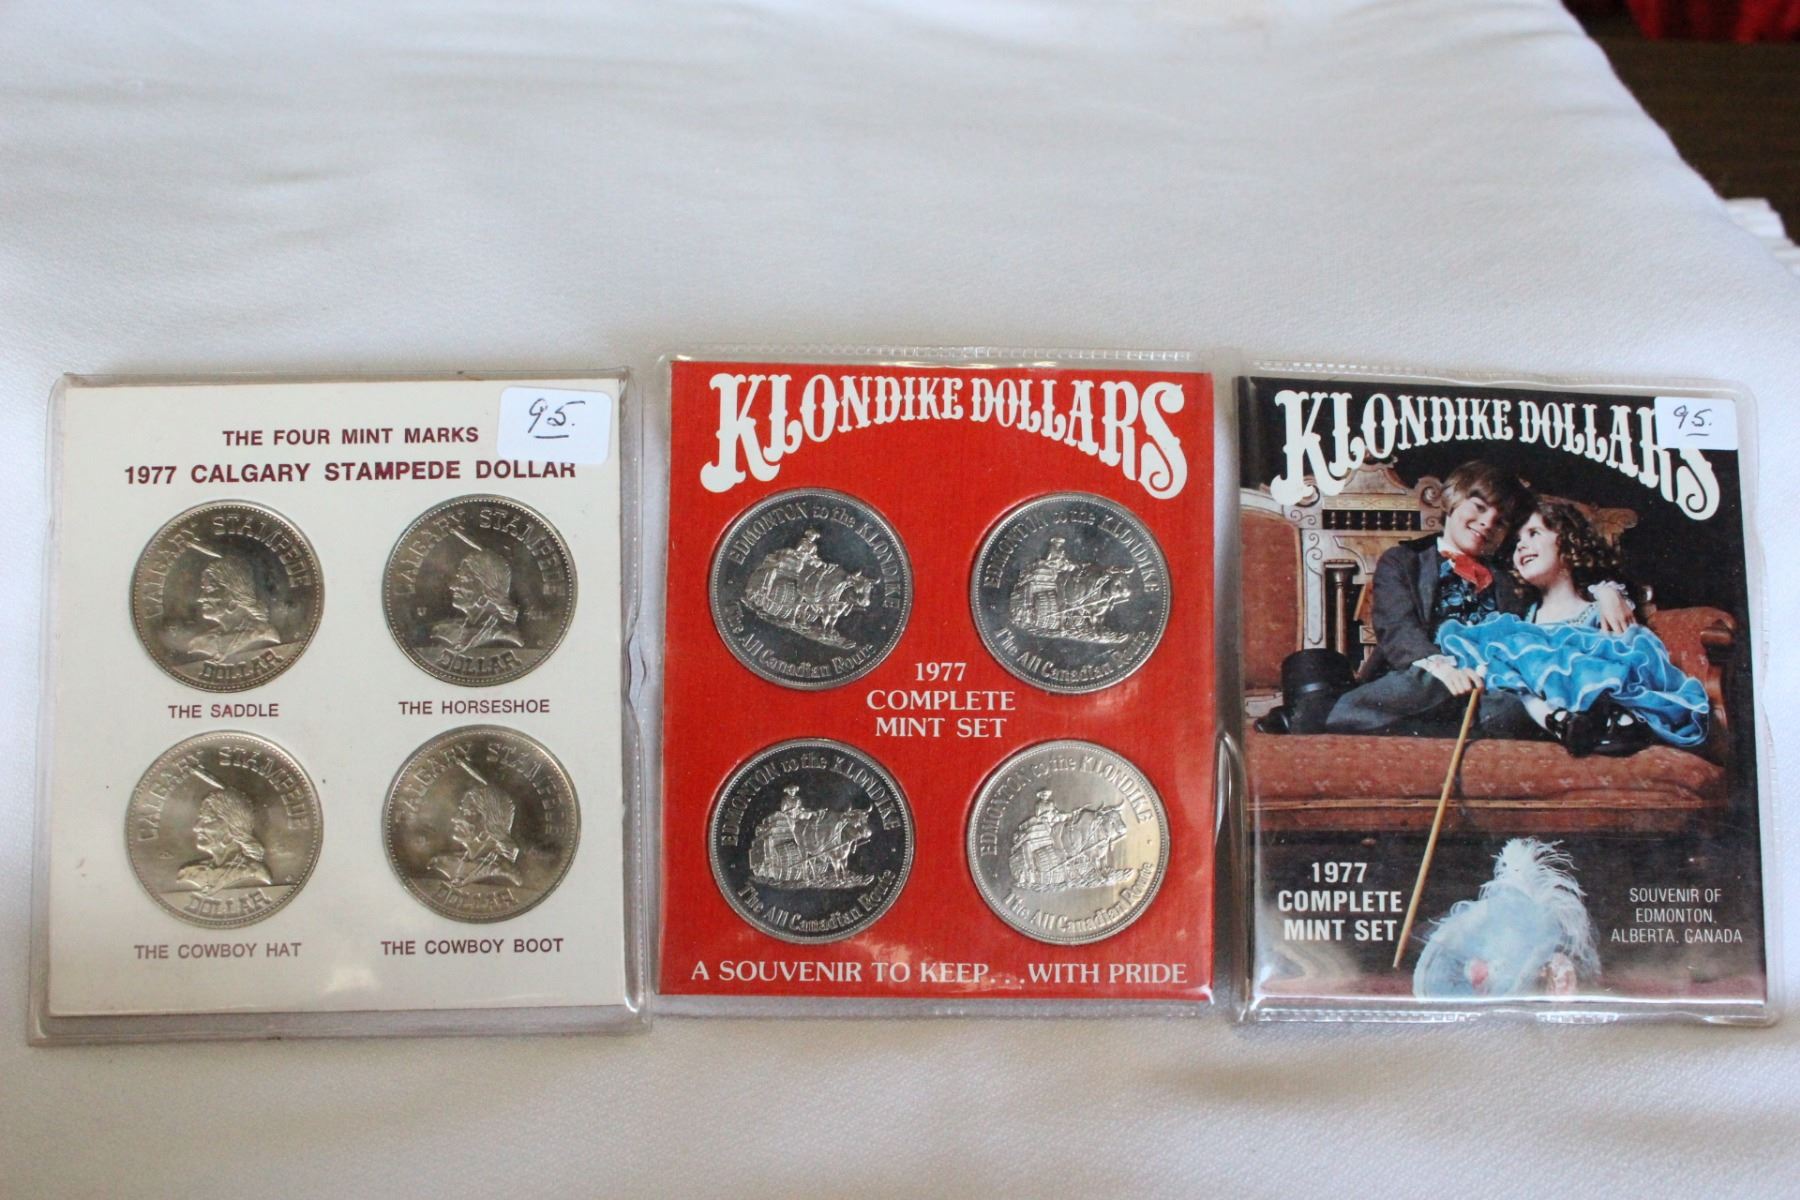 THE FOUR MINT MARKS
95.
1977 CALGARY STAMPEDE DOLLAR
CALGARY STAMPEDE
DOLLAR
CALGARY STAMPEDE
DOLLAR
THE SADDLE
THE HORSESHOE
CALGARY STAMPEDE
DOLLAR
CALGARY STAMPEDE
DOLLAR
THE COWBOY HAT
THE COWBOY BOOT
KLONDIKE DOLLARS
EDMONTON to the KLONDIKE
The All Canadian Route
EDMONTON to the KLONDIKE
The All Canadian Route
1977
COMPLETE
MINT SET
EDMONTON to the KLONDIKE
The All Canadian Route
EDMONTON to the KLONDIKE
The All Canadian Route
A SOUVENIR TO KEEP...WITH PRIDE
KLONDIKE DOLLARS
95.
1977
COMPLETE
MINT SET
SOUVENIR OF
EDMONTON,
ALBERTA, CANADA